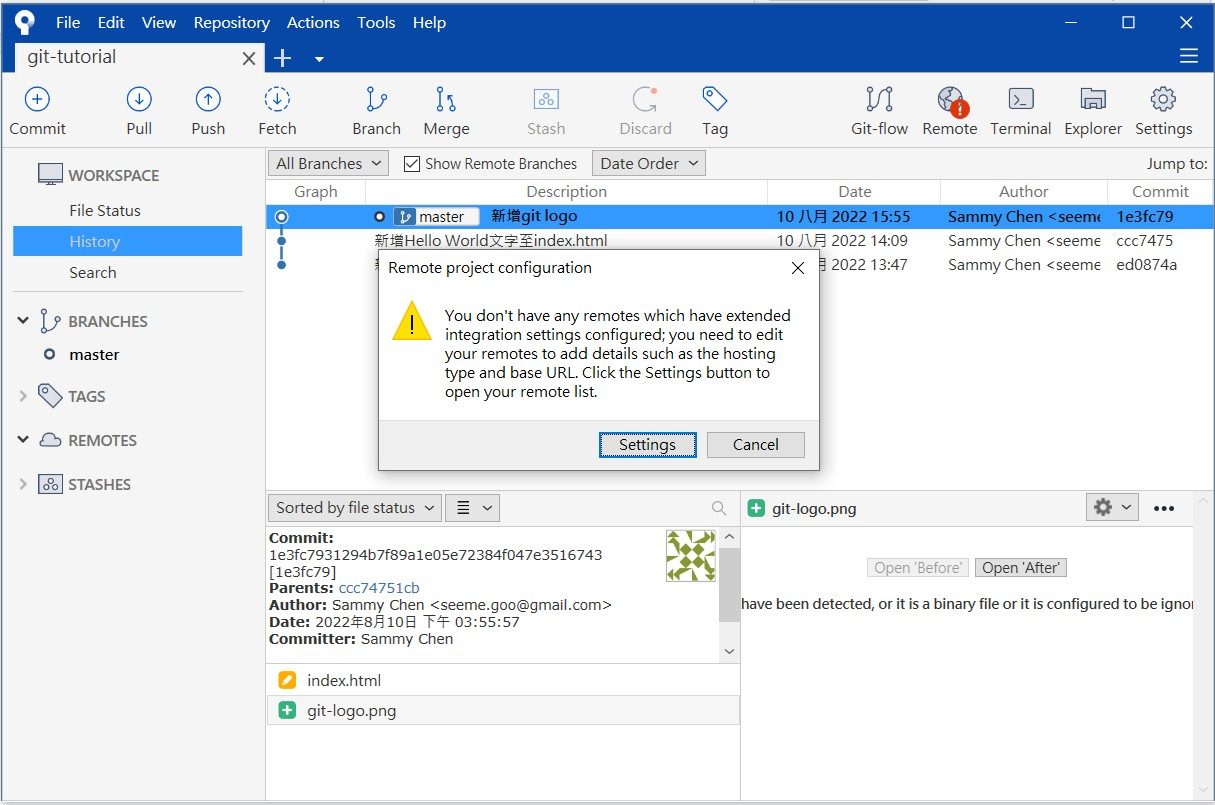 File Edit View Repository Actions Tools Help
git-tutorial
Commit Pull Push Fetch Branch Merge Stash Discard Tag Git-flow Remote Terminal Explorer Settings
WORKSPACE
File Status
History
Search
BRANCHES
master
TAGS
REMOTES
STASHES
All Branches Show Remote Branches Date Order Jump to:
Graph Description Date Author Commit
master 新增git logo 10 八月 2022 15:55 Sammy Chen <seeme 1e3fc79
新增Hello World文字至index.html 10 八月 2022 14:09 Sammy Chen <seeme ccc7475
月 2022 13:47 Sammy Chen <seeme ed0874a
Remote project configuration
You don't have any remotes which have extended
integration settings configured; you need to edit
your remotes to add details such as the hosting
type and base URL. Click the Settings button to
open your remote list.
Settings Cancel
Sorted by file status
Commit:
1e3fc7931294b7f89a1e05e72384f047e3516743
[1e3fc79]
Parents: ccc74751cb
Author: Sammy Chen <seeme.goo@gmail.com>
Date: 2022年8月10日 下午 03:55:57
Committer: Sammy Chen
index.html
git-logo.png
git-logo.png
Open 'Before' Open 'After'
have been detected, or it is a binary file or it is configured to be ignor